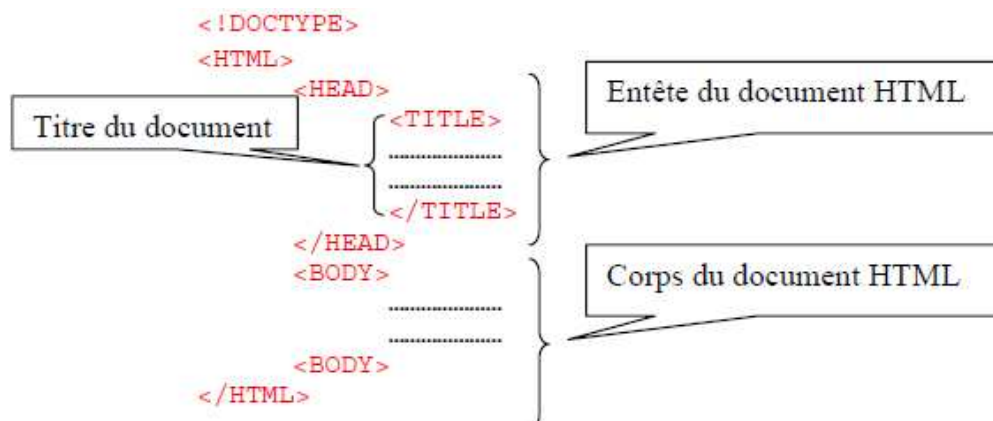 <!DOCTYPE>
<HTML>
<HEAD>
Entête du document HTML
Titre du document
<TITLE>
.....................
.....................
</TITLE>
</HEAD>
<BODY>
Corps du document HTML
.....................
.....................
<BODY>
</HTML>